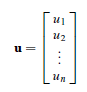 u = [ u₁
u₂
⋮
uₙ ]